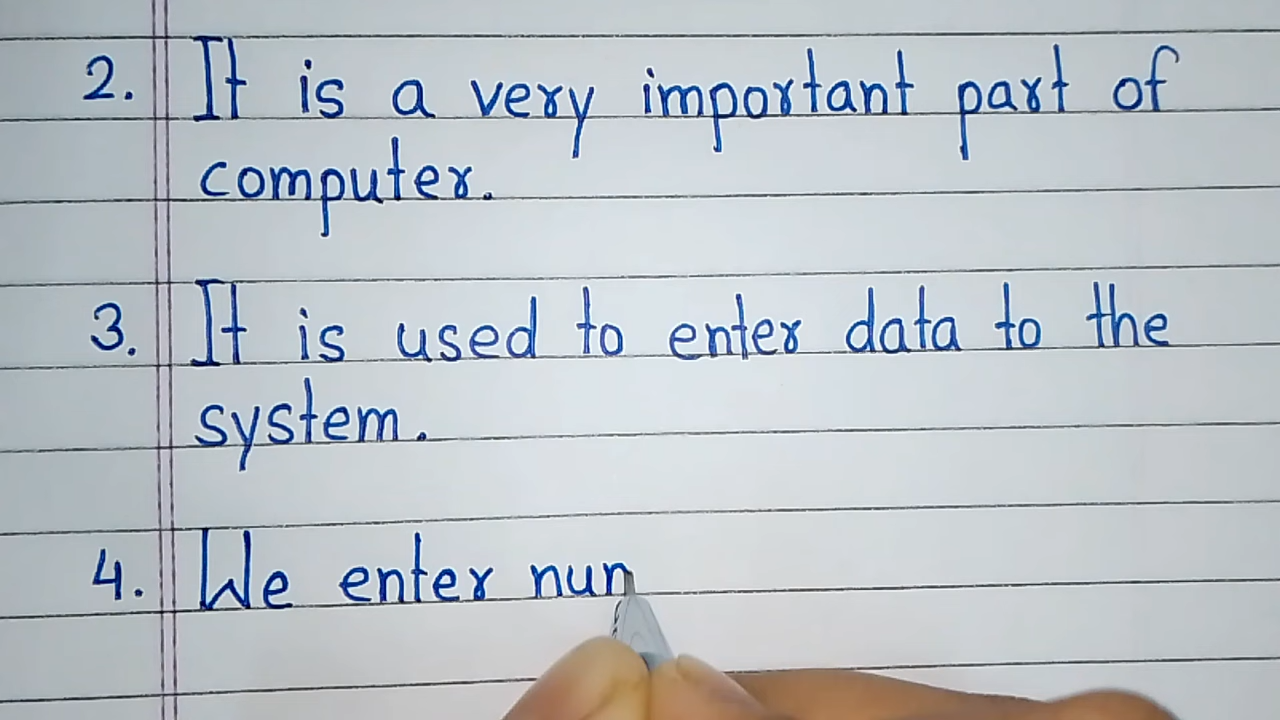 2. It is a very important part of
computer.
3. It is used to enter data to the
system.
4. We enter